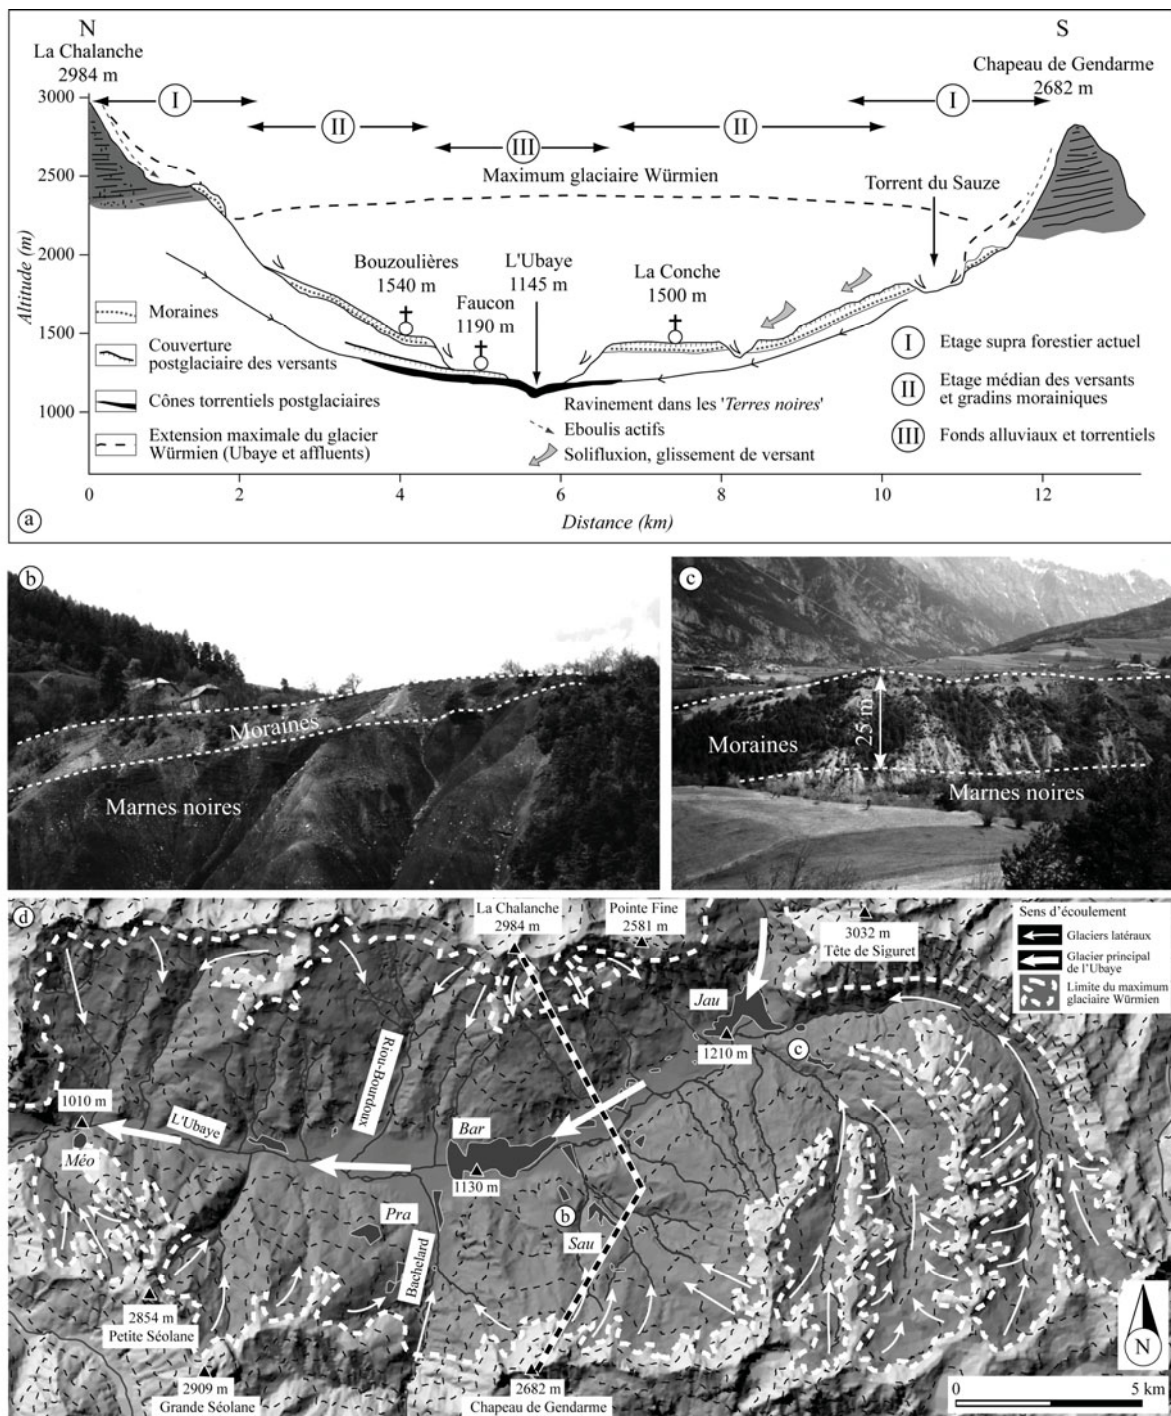 N
La Chalanche
2984 m
S
Chapeau de Gendarme
2682 m
I
II
III
II
I
Maximum glaciaire Würmien
Torrent du Sauze
Bouzoulières
1540 m
Faucon
1190 m
L'Ubaye
1145 m
La Conche
1500 m
Altitude (m)
3000
2500
2000
1500
1000
Moraines
Couverture
postglaciaire des versants
Cônes torrentiels postglaciaires
Extension maximale du glacier
Würmien (Ubaye et affluents)
Ravinement dans les 'Terres noires'
Eboulis actifs
Solifluxion, glissement de versant
I Etage supra forestier actuel
II Etage médian des versants
et gradins morainiques
III Fonds alluviaux et torrentiels
0 2 4 6 8 10 12
Distance (km)
a
b
Moraines
Marnes noires
c
25 m
Moraines
Marnes noires
d
La Chalanche
2984 m
Pointe Fine
2581 m
3032 m
Tête de Siguret
Sens d'écoulement
Glaciers latéraux
Glacier principal
de l'Ubaye
Limite du maximum
glaciaire Würmien
Jau
1210 m
c
Riou-Bourdoux
1010 m
L'Ubaye
Méo
Bar
1130 m
Pra
Bachelard
b
Sau
2854 m
Petite Séolane
2909 m
Grande Séolane
2682 m
Chapeau de Gendarme
N
0 5 km